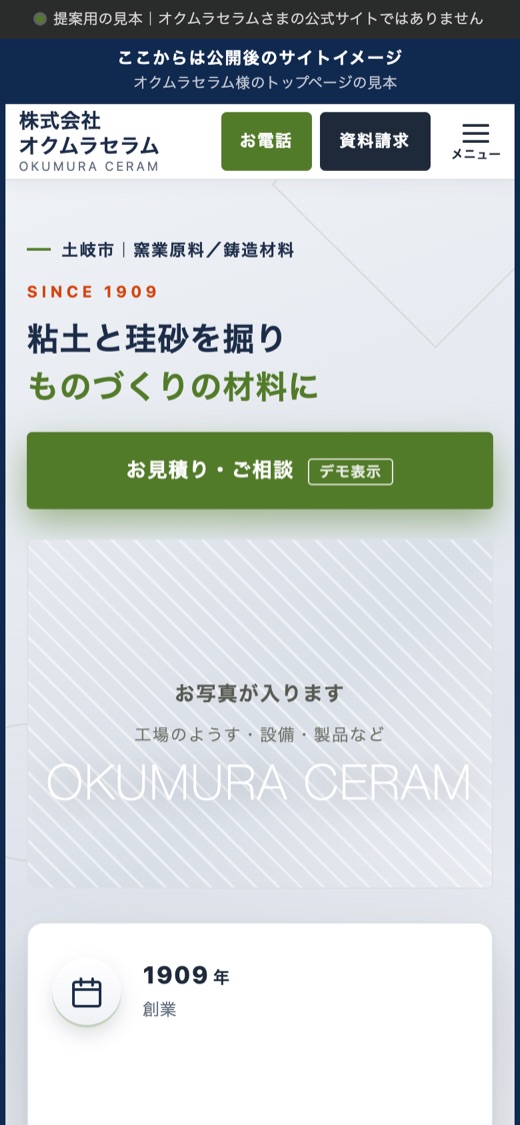 提案用の見本｜オクムラセラムさまの公式サイトではありません
ここからは公開後のサイトイメージ
オクムラセラム様のトップページの見本
株式会社
オクムラセラム
OKUMURA CERAM
お電話
資料請求
メニュー
土岐市｜窯業原料／鋳造材料
SINCE 1909
粘土と珪砂を掘り
ものづくりの材料に
お見積り・ご相談 デモ表示
お写真が入ります
工場のようす・設備・製品など
OKUMURA CERAM
1909年
創業